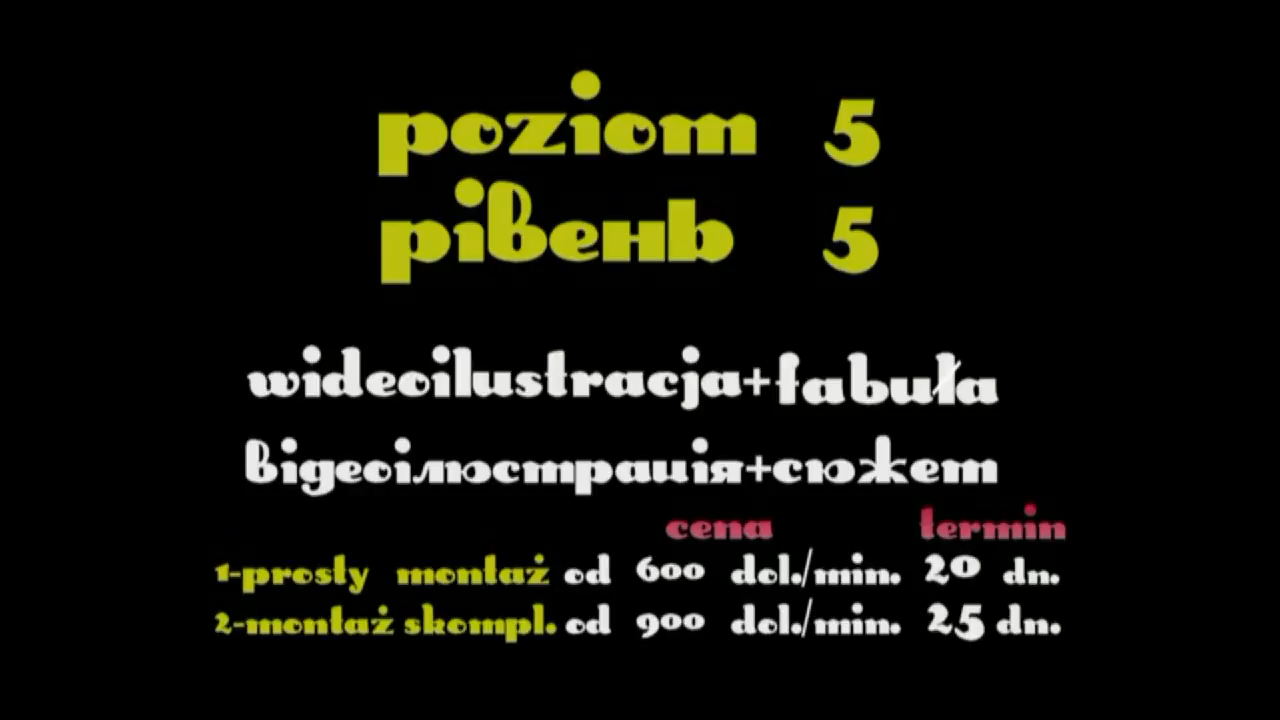 poziom 5
рівень 5
wideoilustracja+fabuła
відеоілюстрація+сюжет
cena termin
1-prosty montaż od 600 dol./min. 20 dn.
2-montaż skompl. od 900 dol./min. 25 dn.